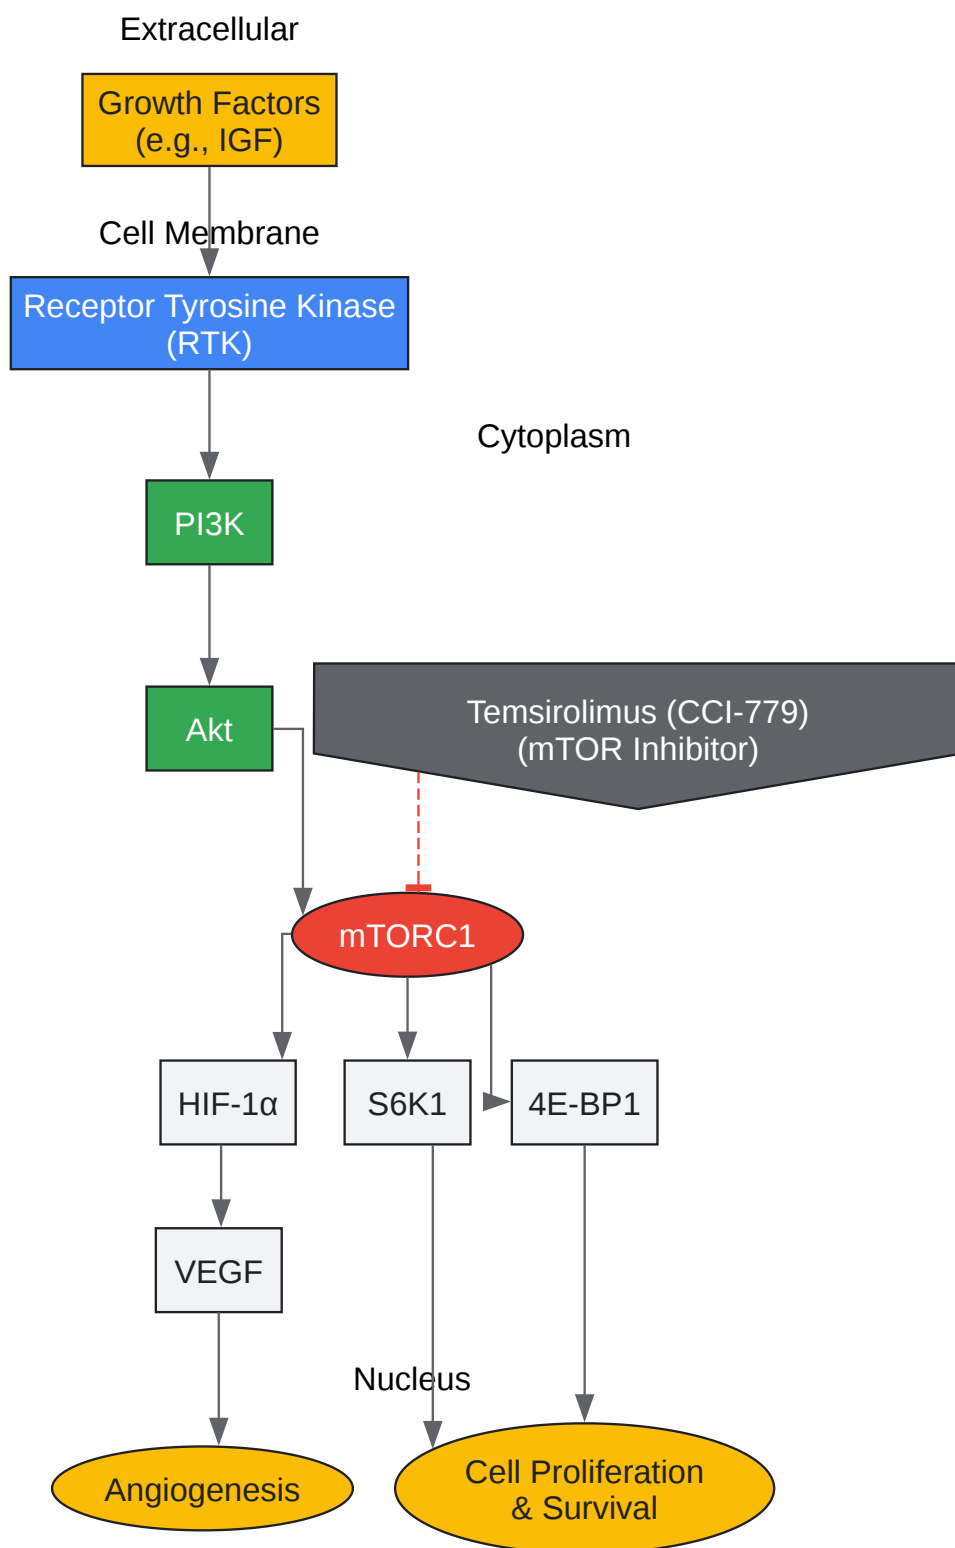 Extracellular
Growth Factors
(e.g., IGF)
Cell Membrane
Receptor Tyrosine Kinase
(RTK)
Cytoplasm
PI3K
Akt
Temsirolimus (CCI-779)
(mTOR Inhibitor)
mTORC1
HIF-1α
S6K1
4E-BP1
VEGF
Nucleus
Angiogenesis
Cell Proliferation
& Survival